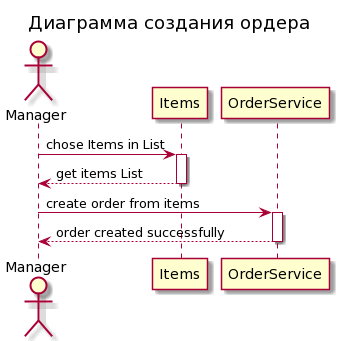 Диаграмма создания ордера
Manager
Items
OrderService
chose Items in List
get items List
create order from items
order created successfully
Manager
Items
OrderService